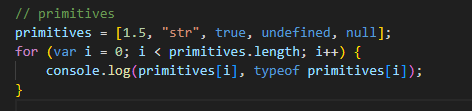 // primitives
primitives = [1.5, "str", true, undefined, null];
for (var i = 0; i < primitives.length; i++) {
    console.log(primitives[i], typeof primitives[i]);
}